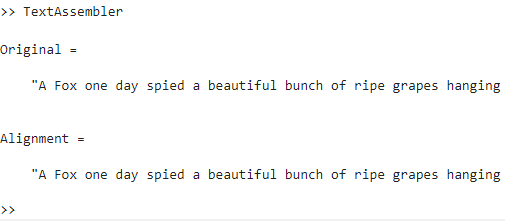 >> TextAssembler
Original =
"A Fox one day spied a beautiful bunch of ripe grapes hanging
Alignment =
"A Fox one day spied a beautiful bunch of ripe grapes hanging
>>